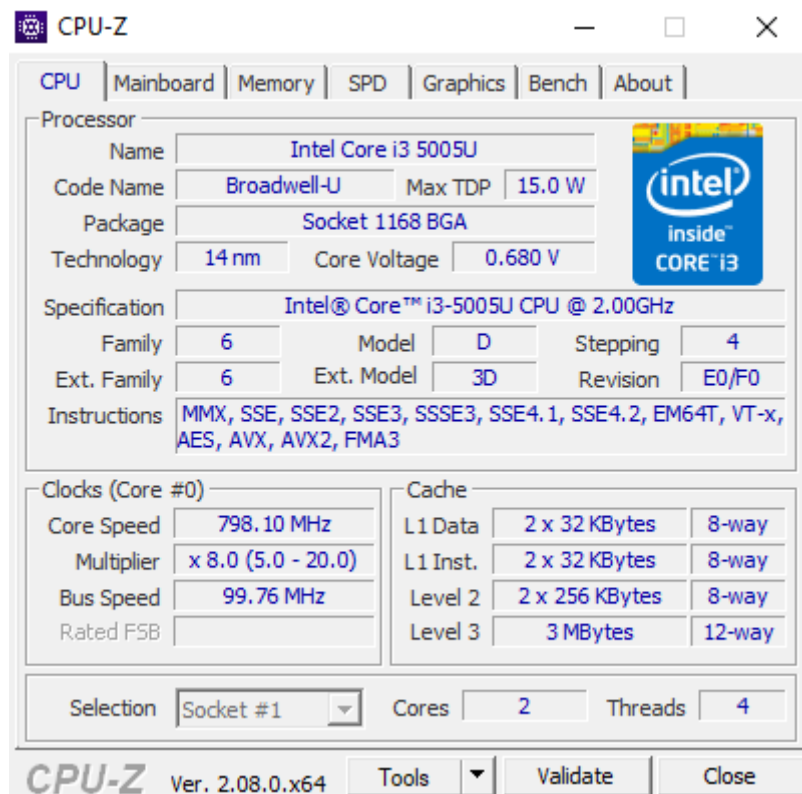 CPU-Z
CPU Mainboard Memory SPD Graphics Bench About
Processor
Name Intel Core i3 5005U
Code Name Broadwell-U Max TDP 15.0 W
Package Socket 1168 BGA
Technology 14 nm Core Voltage 0.680 V
intel
inside™
CORE™i3
Specification Intel® Core™ i3-5005U CPU @ 2.00GHz
Family 6 Model D Stepping 4
Ext. Family 6 Ext. Model 3D Revision E0/F0
Instructions MMX, SSE, SSE2, SSE3, SSSE3, SSE4.1, SSE4.2, EM64T, VT-x,
AES, AVX, AVX2, FMA3
Clocks (Core #0)
Core Speed 798.10 MHz
Multiplier x 8.0 (5.0 - 20.0)
Bus Speed 99.76 MHz
Rated FSB
Cache
L1 Data 2 x 32 KBytes 8-way
L1 Inst. 2 x 32 KBytes 8-way
Level 2 2 x 256 KBytes 8-way
Level 3 3 MBytes 12-way
Selection Socket #1 Cores 2 Threads 4
CPU-Z Ver. 2.08.0.x64 Tools Validate Close